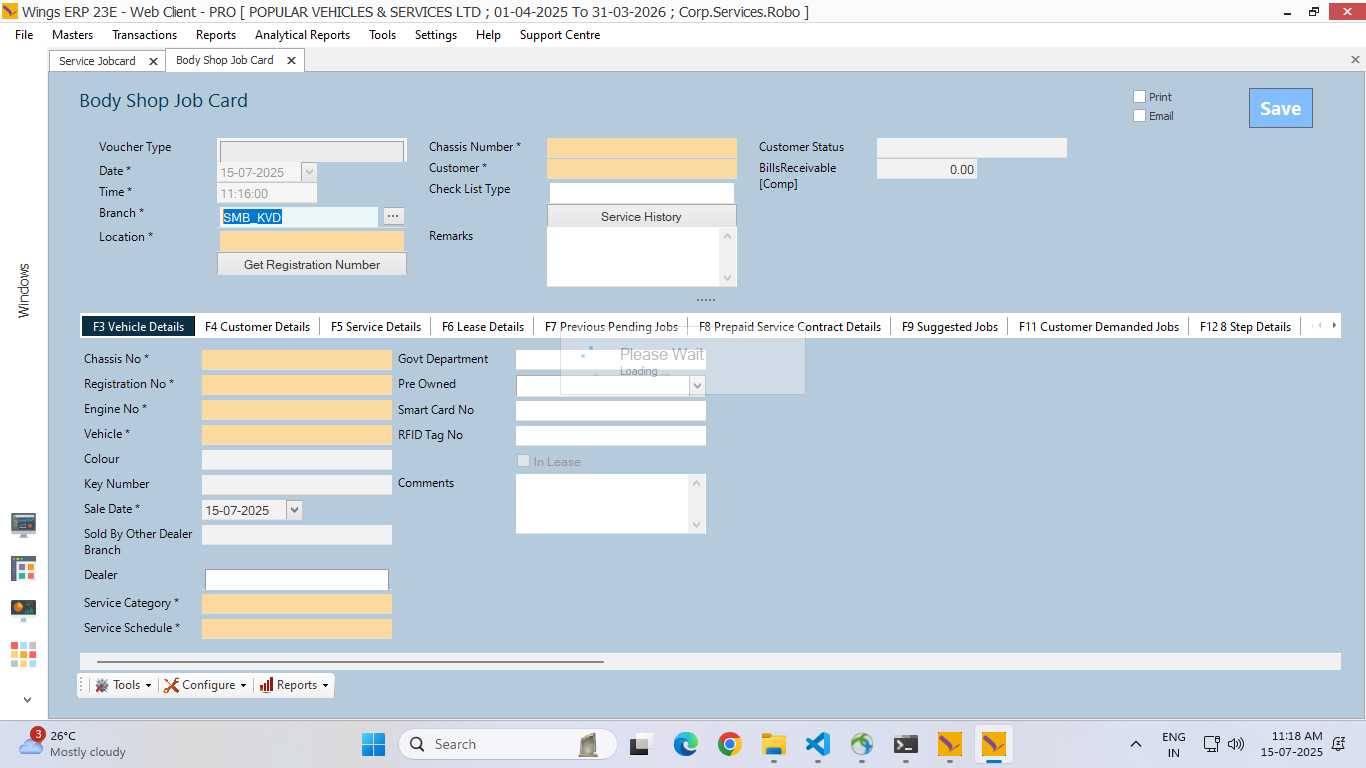 Wings ERP 23E - Web Client - PRO [ POPULAR VEHICLES & SERVICES LTD ; 01-04-2025 To 31-03-2026 ; Corp.Services.Robo ]
File Masters Transactions Reports Analytical Reports Tools Settings Help Support Centre
Service Jobcard Body Shop Job Card
Body Shop Job Card
Print
Email
Save
Voucher Type
Date *
15-07-2025
Time *
11:16:00
Branch *
SMB_KVD
...
Location *
Get Registration Number
Chassis Number *
Customer *
Check List Type
Service History
Remarks
Customer Status
BillsReceivable
[Comp]
0.00
Windows
F3 Vehicle Details F4 Customer Details F5 Service Details F6 Lease Details F7 Previous Pending Jobs F8 Prepaid Service Contract Details F9 Suggested Jobs F11 Customer Demanded Jobs F12 8 Step Details
Please Wait
Loading ...
Chassis No *
Registration No *
Engine No *
Vehicle *
Colour
Key Number
Sale Date *
15-07-2025
Sold By Other Dealer
Branch
Dealer
Service Category *
Service Schedule *
Govt Department
Pre Owned
Smart Card No
RFID Tag No
In Lease
Comments
Tools Configure Reports
3
26°C
Mostly cloudy
Search
ENG
IN
11:18 AM
15-07-2025